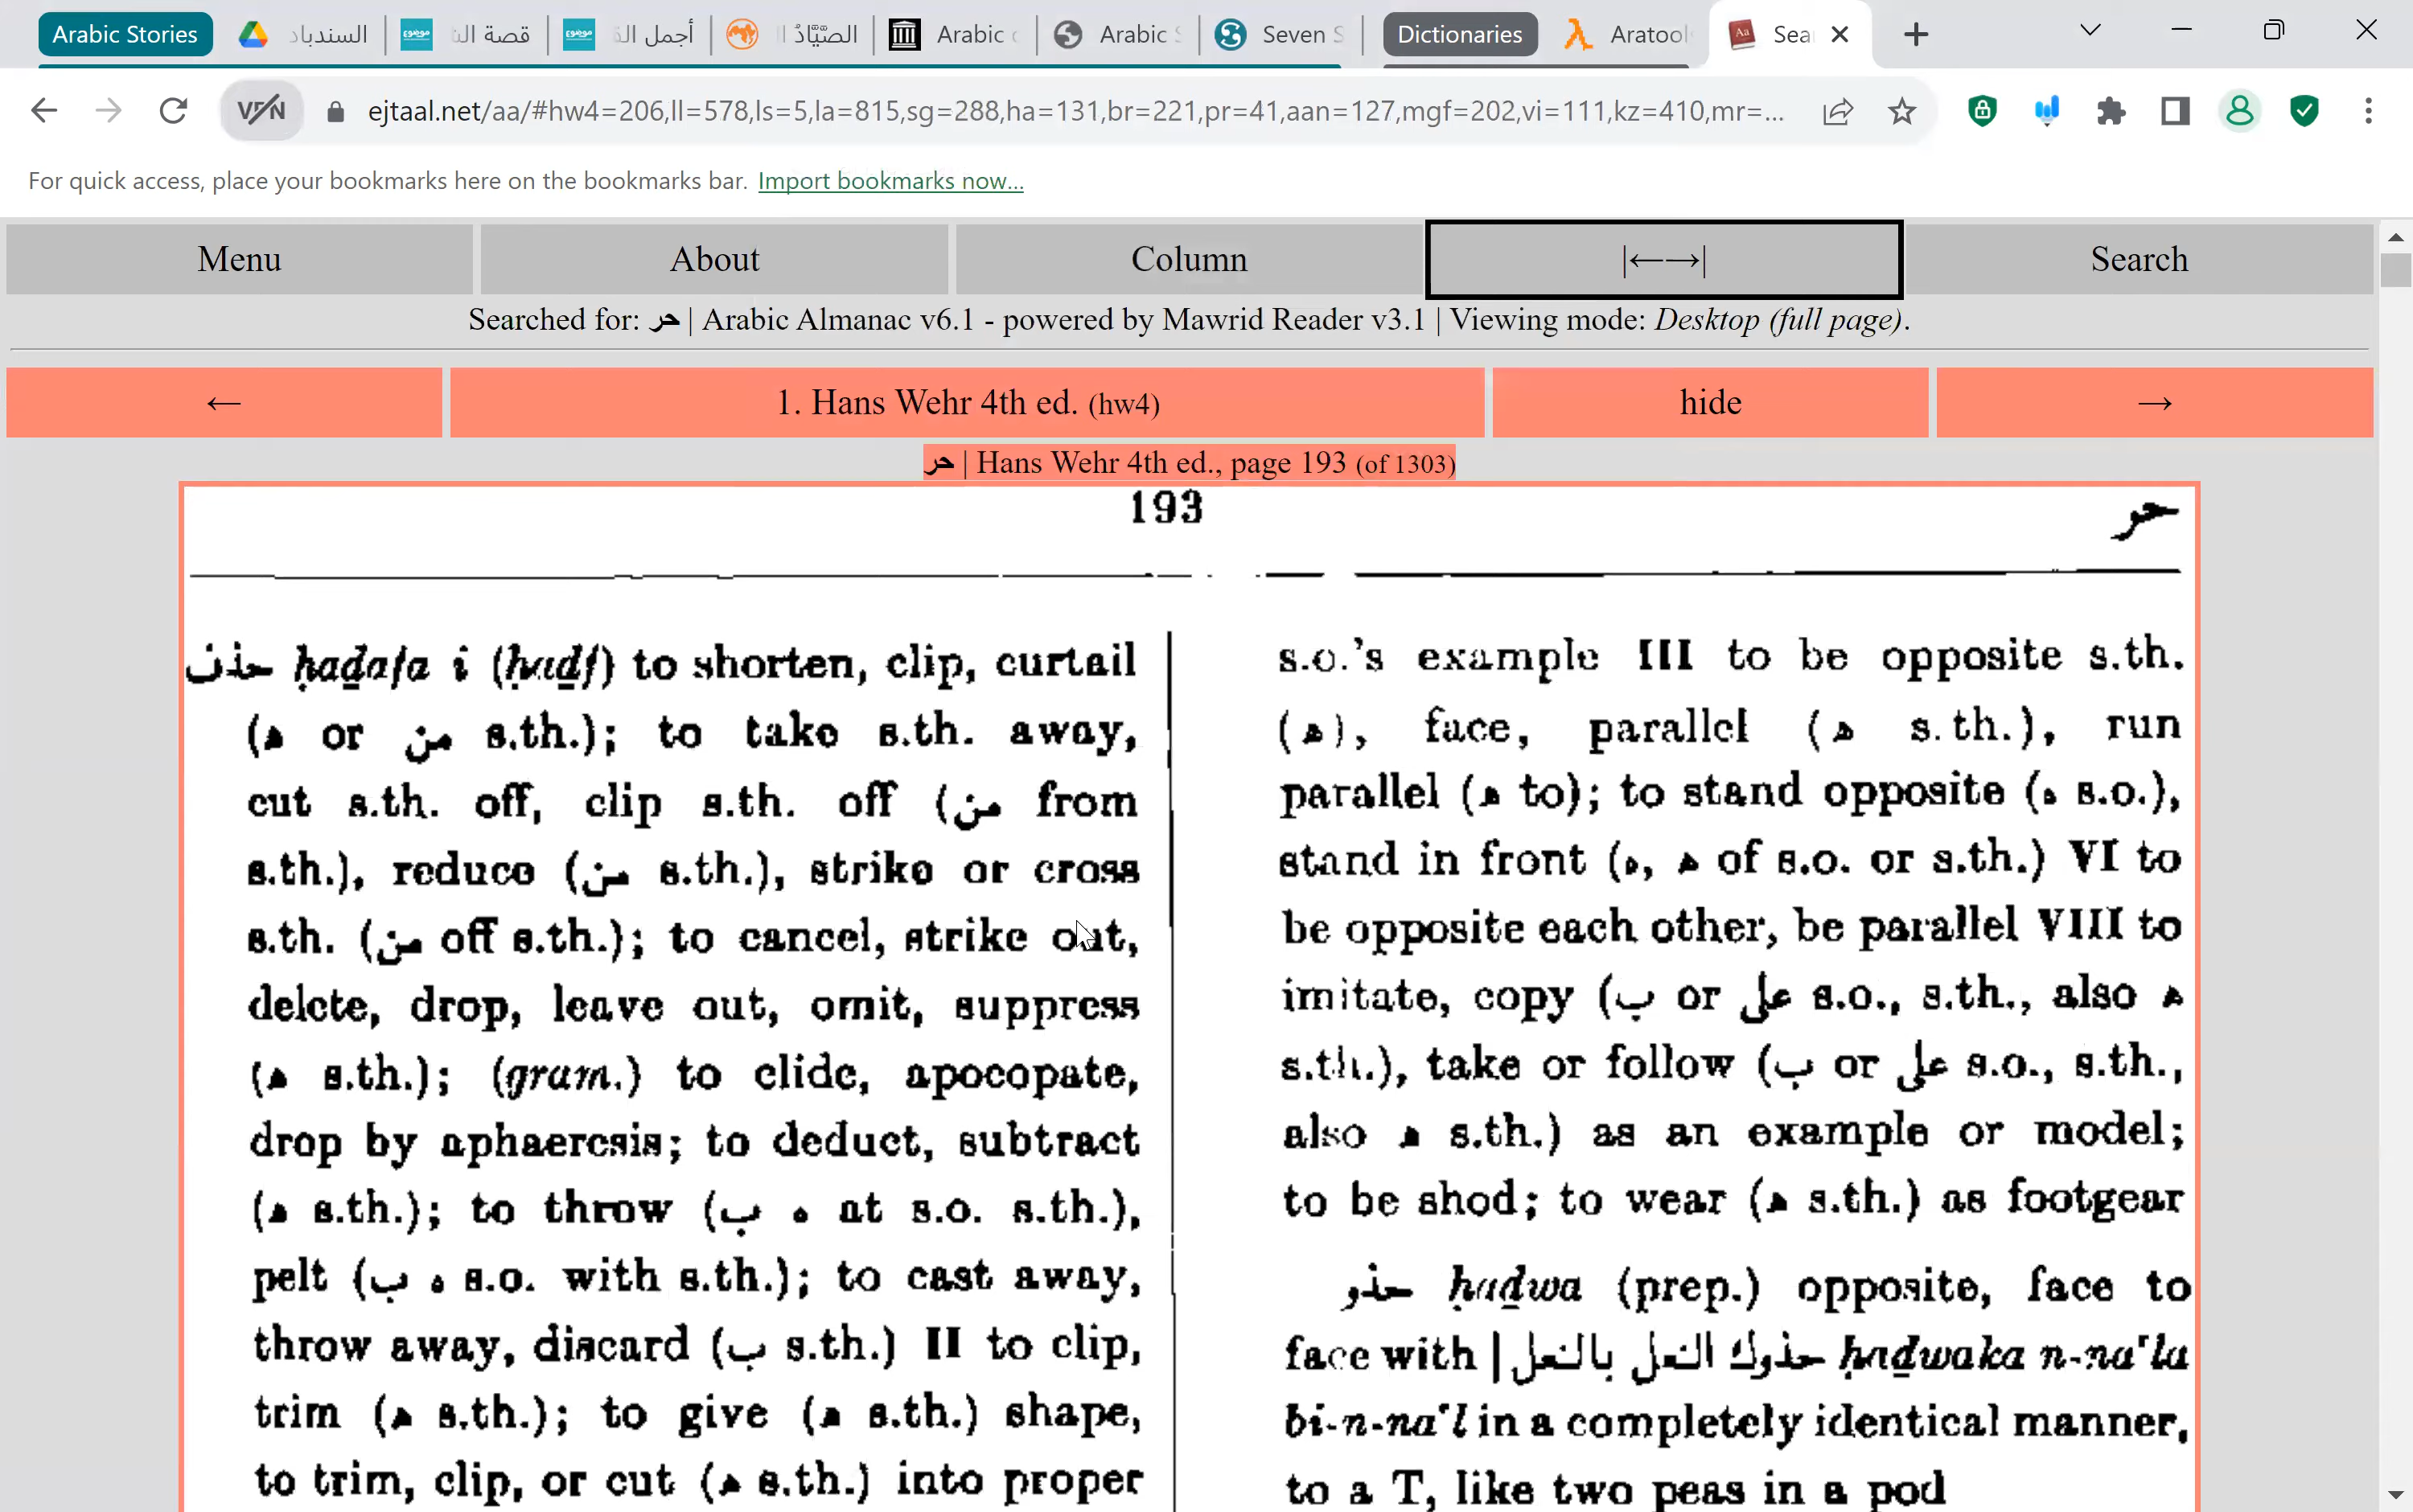 Arabic Stories
السندباد
أجمل
الصَّيَّادُ
Arabic
Arabic
Seven S
Dictionaries
Aratool
Sea
ejtaal.net/aa/#hw4=206,ll=578,ls=5,la=815,sg=288,ha=131,br=221,pr=41,aan=127,mgf=202,vi=111,kz=410,mr=...
For quick access, place your bookmarks here on the bookmarks bar. Import bookmarks now...
Menu About Column |←→| Search
Searched for: حر | Arabic Almanac v6.1 - powered by Mawrid Reader v3.1 | Viewing mode: Desktop (full page).
← 1. Hans Wehr 4th ed. (hw4) hide →
حر | Hans Wehr 4th ed., page 193 (of 1303)
193
حر
حذف ḥaḏafa i (ḥaḏf) to shorten, clip, curtail
(ﻫ or من s.th.); to take s.th. away,
cut s.th. off, clip s.th. off (من from
s.th.), reduce (من s.th.), strike or cross
s.th. (من off s.th.); to cancel, strike out,
delete, drop, leave out, omit, suppress
(ﻫ s.th.); (gram.) to elide, apocopate,
drop by aphaeresis; to deduct, subtract
(ﻫ s.th.); to throw (ب ه at s.o. s.th.),
pelt (ب ه s.o. with s.th.); to cast away,
throw away, discard (ب s.th.) II to clip,
trim (ﻫ s.th.); to give (ﻫ s.th.) shape,
to trim, clip, or cut (ﻫ s.th.) into proper
s.o.'s example III to be opposite s.th.
(ﻫ), face, parallel (ﻫ s.th.), run
parallel (ﻫ to); to stand opposite (ه s.o.),
stand in front (ه, ﻫ of s.o. or s.th.) VI to
be opposite each other, be parallel VIII to
imitate, copy (ب or على s.o., s.th., also ﻫ
s.th.), take or follow (ب or على s.o., s.th.,
also ﻫ s.th.) as an example or model;
to be shod; to wear (ﻫ s.th.) as footgear
حذو ḥaḏwa (prep.) opposite, face to
face with | حذوك النعل بالنعل ḥaḏwaka n-na'la
bi-n-na'l in a completely identical manner,
to a T, like two peas in a pod